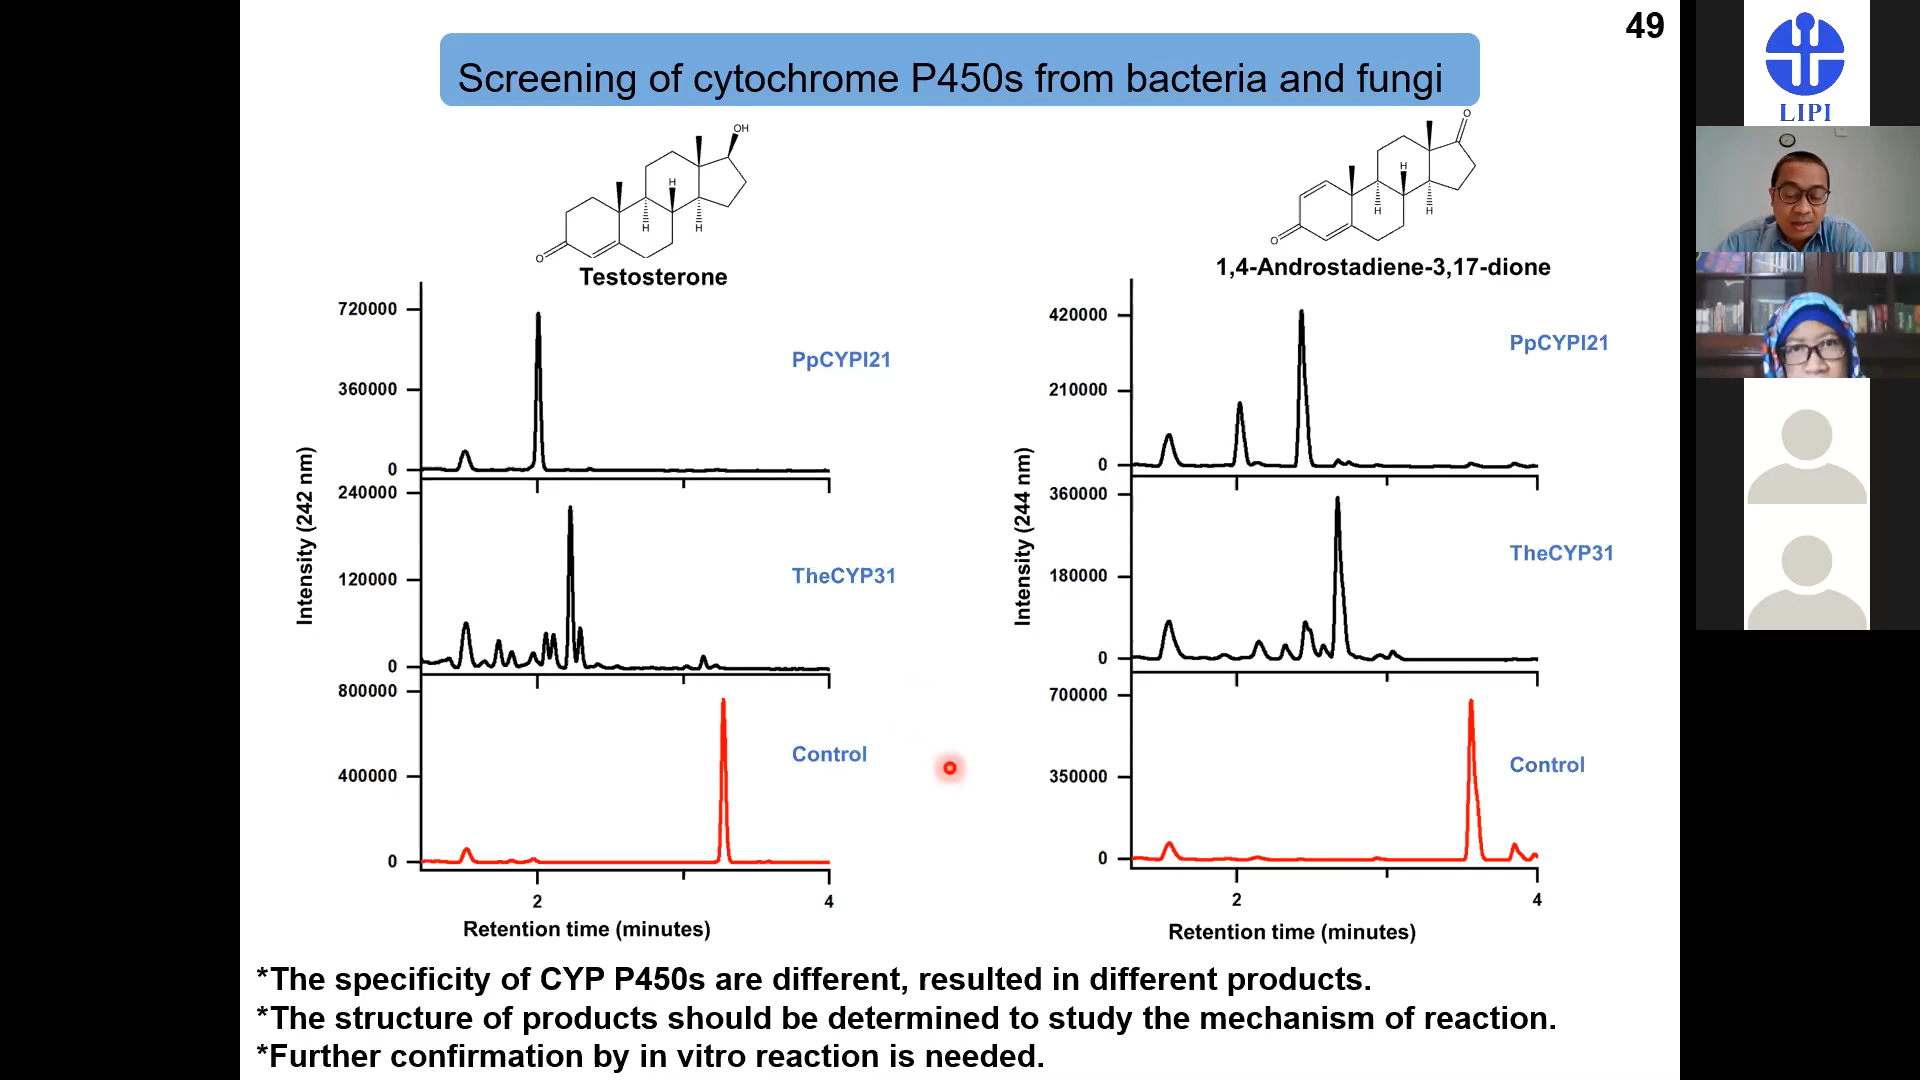 49
Screening of cytochrome P450s from bacteria and fungi
LIPI
OH
H
H
H
O
Testosterone
O
H
H
H
O
1,4-Androstadiene-3,17-dione
Intensity (242 nm)
720000
360000
0
PpCYPI21
240000
120000
0
TheCYP31
800000
400000
0
Control
2
4
Retention time (minutes)
Intensity (244 nm)
420000
210000
0
PpCYPI21
360000
180000
0
TheCYP31
700000
350000
0
Control
2
4
Retention time (minutes)
*The specificity of CYP P450s are different, resulted in different products.
*The structure of products should be determined to study the mechanism of reaction.
*Further confirmation by in vitro reaction is needed.